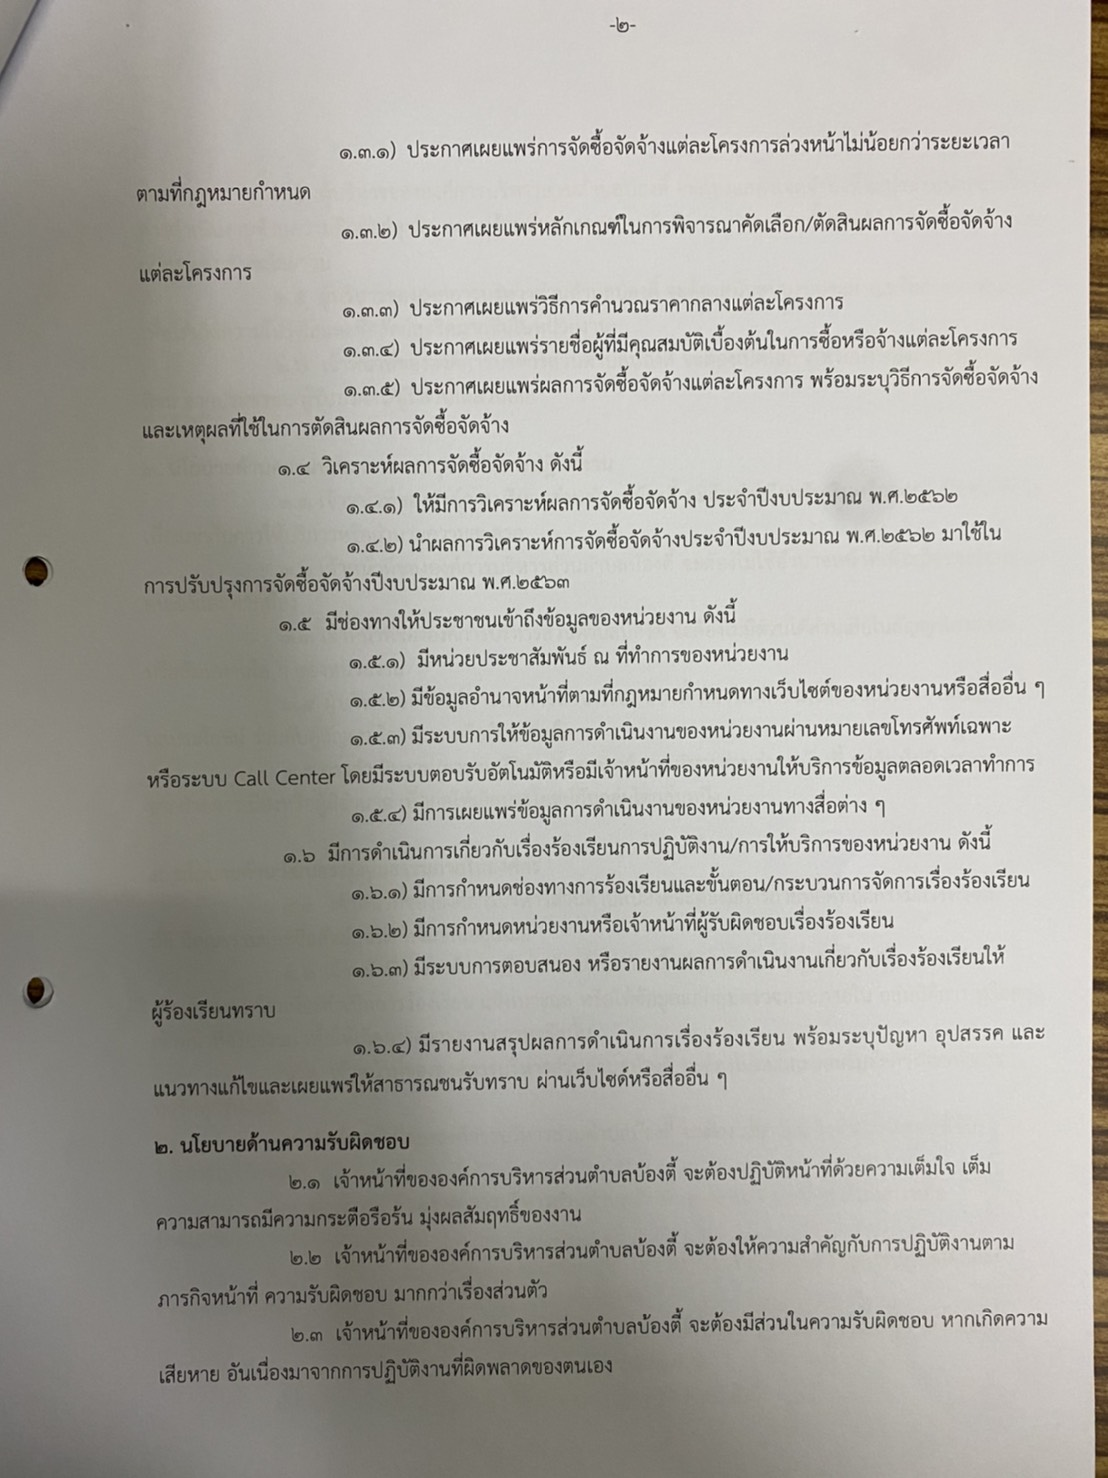 -๒-
๑.๓.๑) ประกาศเผยแพร่การจัดซื้อจัดจ้างแต่ละโครงการล่วงหน้าไม่น้อยกว่าระยะเวลา
ตามที่กฎหมายกำหนด
๑.๓.๒) ประกาศเผยแพร่หลักเกณฑ์ในการพิจารณาคัดเลือก/ตัดสินผลการจัดซื้อจัดจ้าง
แต่ละโครงการ
๑.๓.๓) ประกาศเผยแพร่วิธีการคำนวณราคากลางแต่ละโครงการ
๑.๓.๔) ประกาศเผยแพร่รายชื่อผู้ที่มีคุณสมบัติเบื้องต้นในการซื้อหรือจ้างแต่ละโครงการ
๑.๓.๕) ประกาศเผยแพร่ผลการจัดซื้อจัดจ้างแต่ละโครงการ พร้อมระบุวิธีการจัดซื้อจัดจ้าง
และเหตุผลที่ใช้ในการตัดสินผลการจัดซื้อจัดจ้าง
๑.๔ วิเคราะห์ผลการจัดซื้อจัดจ้าง ดังนี้
๑.๔.๑) ให้มีการวิเคราะห์ผลการจัดซื้อจัดจ้าง ประจำปีงบประมาณ พ.ศ.๒๕๖๒
๑.๔.๒) นำผลการวิเคราะห์การจัดซื้อจัดจ้างประจำปีงบประมาณ พ.ศ.๒๕๖๒ มาใช้ใน
การปรับปรุงการจัดซื้อจัดจ้างปีงบประมาณ พ.ศ.๒๕๖๓
๑.๕ มีช่องทางให้ประชาชนเข้าถึงข้อมูลของหน่วยงาน ดังนี้
๑.๕.๑) มีหน่วยประชาสัมพันธ์ ณ ที่ทำการของหน่วยงาน
๑.๕.๒) มีข้อมูลอำนาจหน้าที่ตามที่กฎหมายกำหนดทางเว็บไซต์ของหน่วยงานหรือสื่ออื่น ๆ
๑.๕.๓) มีระบบการให้ข้อมูลการดำเนินงานของหน่วยงานผ่านหมายเลขโทรศัพท์เฉพาะ
หรือระบบ Call Center โดยมีระบบตอบรับอัตโนมัติหรือมีเจ้าหน้าที่ของหน่วยงานให้บริการข้อมูลตลอดเวลาทำการ
๑.๕.๔) มีการเผยแพร่ข้อมูลการดำเนินงานของหน่วยงานทางสื่อต่าง ๆ
๑.๖ มีการดำเนินการเกี่ยวกับเรื่องร้องเรียนการปฏิบัติงาน/การให้บริการของหน่วยงาน ดังนี้
๑.๖.๑) มีการกำหนดช่องทางการร้องเรียนและขั้นตอน/กระบวนการจัดการเรื่องร้องเรียน
๑.๖.๒) มีการกำหนดหน่วยงานหรือเจ้าหน้าที่ผู้รับผิดชอบเรื่องร้องเรียน
๑.๖.๓) มีระบบการตอบสนอง หรือรายงานผลการดำเนินงานเกี่ยวกับเรื่องร้องเรียนให้
ผู้ร้องเรียนทราบ
๑.๖.๔) มีรายงานสรุปผลการดำเนินการเรื่องร้องเรียน พร้อมระบุปัญหา อุปสรรค และ
แนวทางแก้ไขและเผยแพร่ให้สาธารณชนรับทราบ ผ่านเว็บไซด์หรือสื่ออื่น ๆ
๒. นโยบายด้านความรับผิดชอบ
๒.๑ เจ้าหน้าที่ขององค์การบริหารส่วนตำบลบ้องตี้ จะต้องปฏิบัติหน้าที่ด้วยความเต็มใจ เต็ม
ความสามารถมีความกระตือรือร้น มุ่งผลสัมฤทธิ์ของงาน
๒.๒ เจ้าหน้าที่ขององค์การบริหารส่วนตำบลบ้องตี้ จะต้องให้ความสำคัญกับการปฏิบัติงานตาม
ภารกิจหน้าที่ ความรับผิดชอบ มากกว่าเรื่องส่วนตัว
๒.๓ เจ้าหน้าที่ขององค์การบริหารส่วนตำบลบ้องตี้ จะต้องมีส่วนในความรับผิดชอบ หากเกิดความ
เสียหาย อันเนื่องมาจากการปฏิบัติงานที่ผิดพลาดของตนเอง